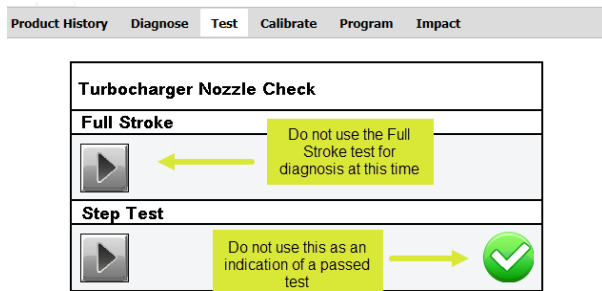 Product History Diagnose Test Calibrate Program Impact
Turbocharger Nozzle Check
Full Stroke
Do not use the Full
Stroke test for
diagnosis at this time
Step Test
Do not use this as an
indication of a passed
test